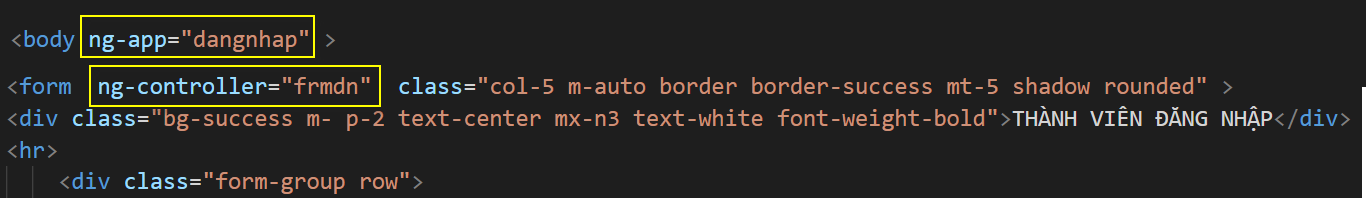 <body ng-app="dangnhap" >
<form ng-controller="frmdn" class="col-5 m-auto border border-success mt-5 shadow rounded" >
<div class="bg-success m- p-2 text-center mx-n3 text-white font-weight-bold">THÀNH VIÊN ĐĂNG NHẬP</div>
<hr>
<div class="form-group row">